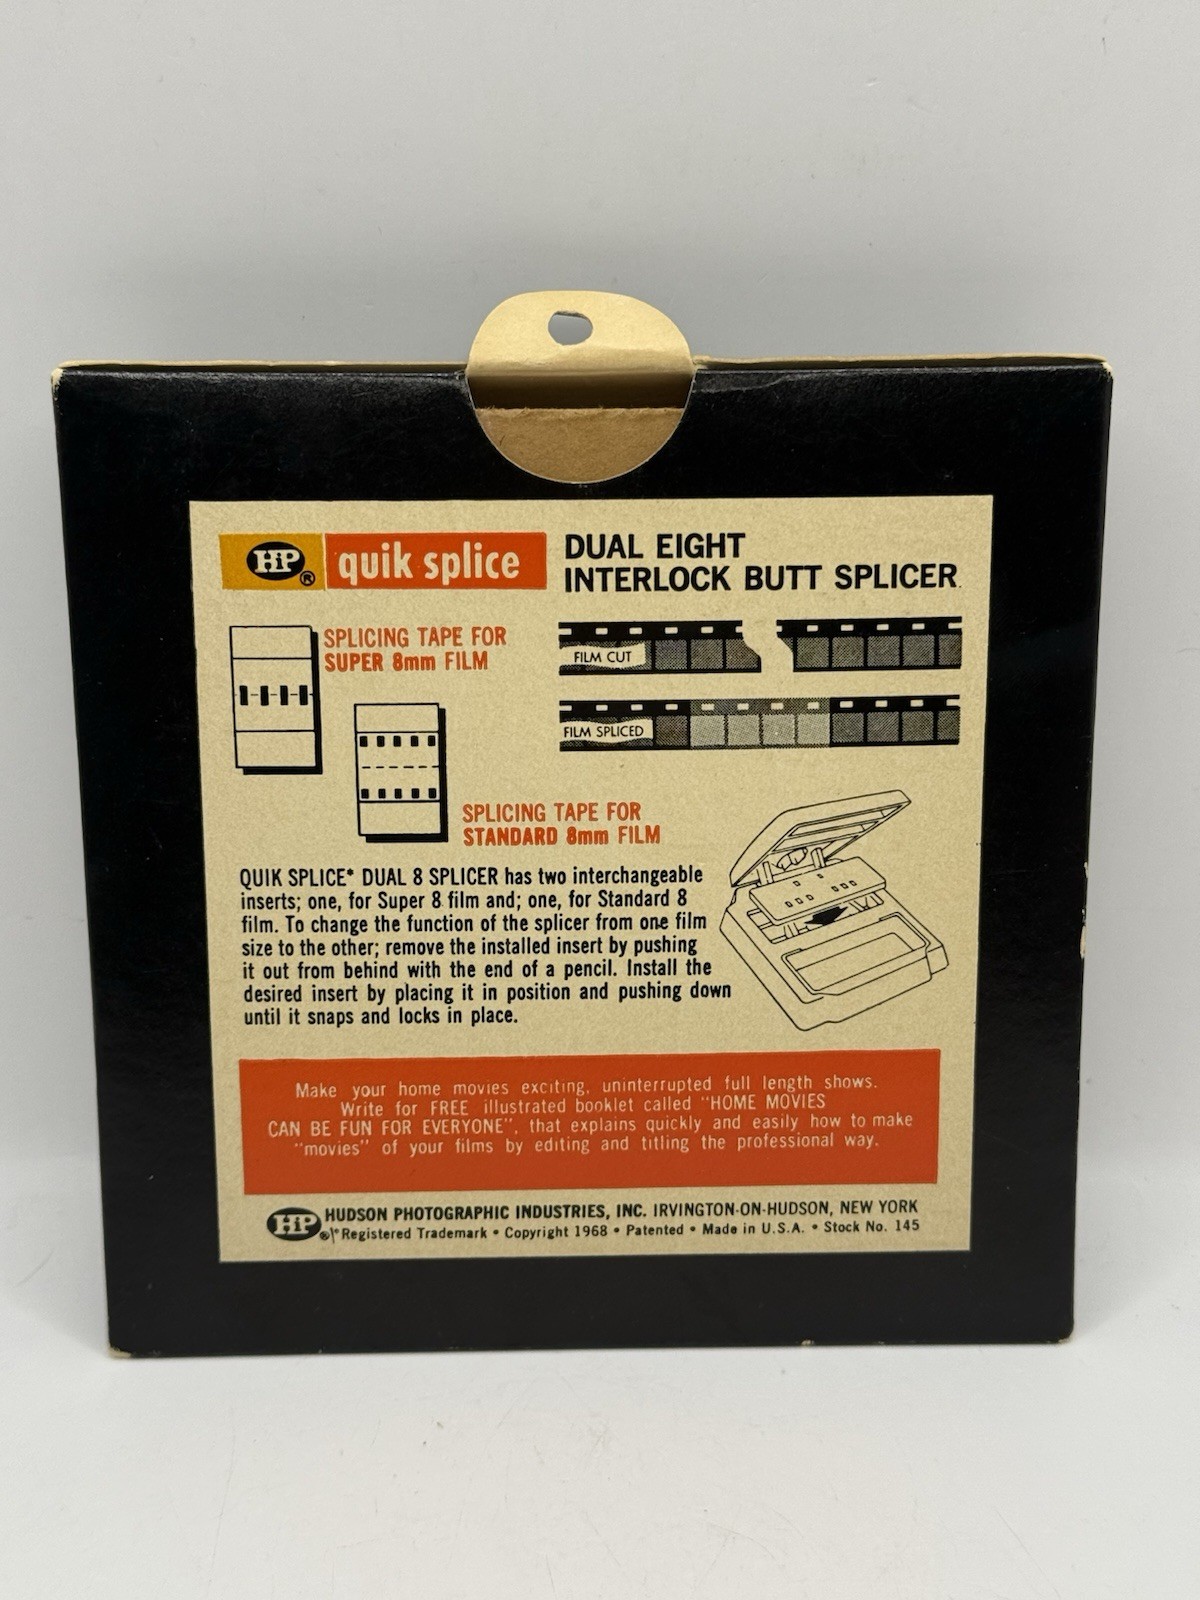 HP® quik splice
DUAL EIGHT
INTERLOCK BUTT SPLICER
SPLICING TAPE FOR
SUPER 8mm FILM
FILM CUT
FILM SPLICED
SPLICING TAPE FOR
STANDARD 8mm FILM
QUIK SPLICE* DUAL 8 SPLICER has two interchangeable
inserts; one, for Super 8 film and; one, for Standard 8
film. To change the function of the splicer from one film
size to the other; remove the installed insert by pushing
it out from behind with the end of a pencil. Install the
desired insert by placing it in position and pushing down
until it snaps and locks in place.
Make your home movies exciting, uninterrupted full length shows.
Write for FREE illustrated booklet called "HOME MOVIES
CAN BE FUN FOR EVERYONE", that explains quickly and easily how to make
"movies" of your films by editing and titling the professional way.
HP HUDSON PHOTOGRAPHIC INDUSTRIES, INC. IRVINGTON-ON-HUDSON, NEW YORK
®/*Registered Trademark • Copyright 1968 • Patented • Made in U.S.A. • Stock No. 145